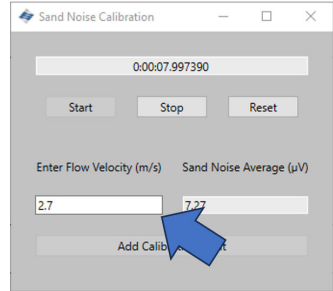 Sand Noise Calibration
0:00:07.997390
Start Stop Reset
Enter Flow Velocity (m/s) Sand Noise Average (µV)
2.7 7.27
Add